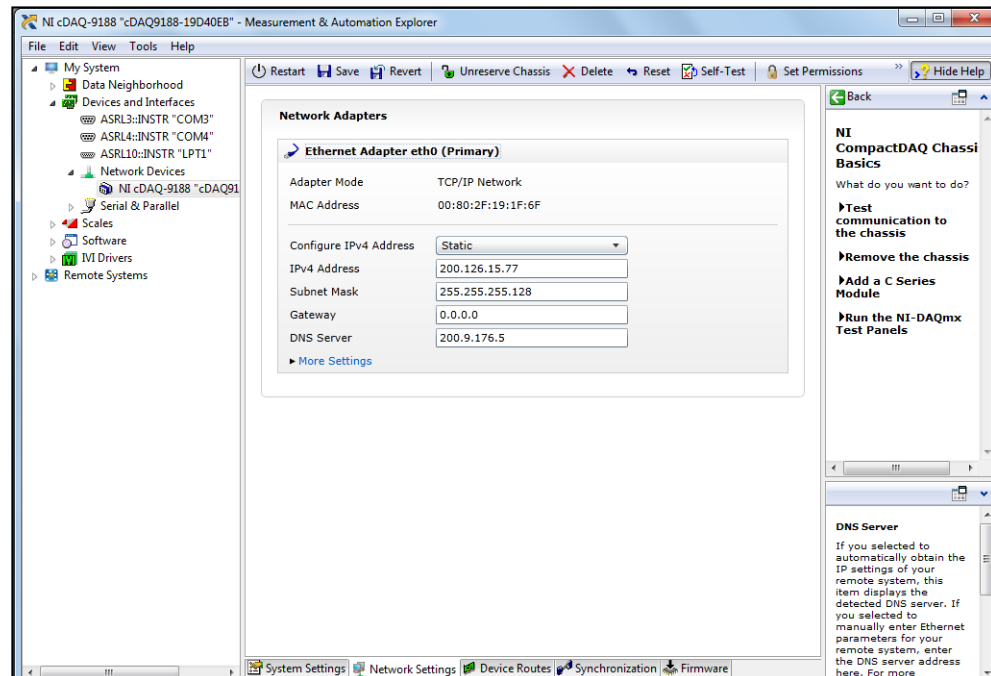 NI cDAQ-9188 "cDAQ9188-19D40EB" - Measurement & Automation Explorer
File Edit View Tools Help
My System
Data Neighborhood
Devices and Interfaces
ASRL3::INSTR "COM3"
ASRL4::INSTR "COM4"
ASRL10::INSTR "LPT1"
Network Devices
NI cDAQ-9188 "cDAQ91
Serial & Parallel
Scales
Software
IVI Drivers
Remote Systems
Restart Save Revert Unreserve Chassis Delete Reset Self-Test Set Permissions » Hide Help
Network Adapters
Ethernet Adapter eth0 (Primary)
Adapter Mode TCP/IP Network
MAC Address 00:80:2F:19:1F:6F
Configure IPv4 Address Static
IPv4 Address 200.126.15.77
Subnet Mask 255.255.255.128
Gateway 0.0.0.0
DNS Server 200.9.176.5
More Settings
System Settings Network Settings Device Routes Synchronization Firmware
Back
NI
CompactDAQ Chassi
Basics
What do you want to do?
Test
communication to
the chassis
Remove the chassis
Add a C Series
Module
Run the NI-DAQmx
Test Panels
DNS Server
If you selected to
automatically obtain the
IP settings of your
remote system, this
item displays the
detected DNS server. If
you selected to
manually enter Ethernet
parameters for your
remote system, enter
the DNS server address
here. For more